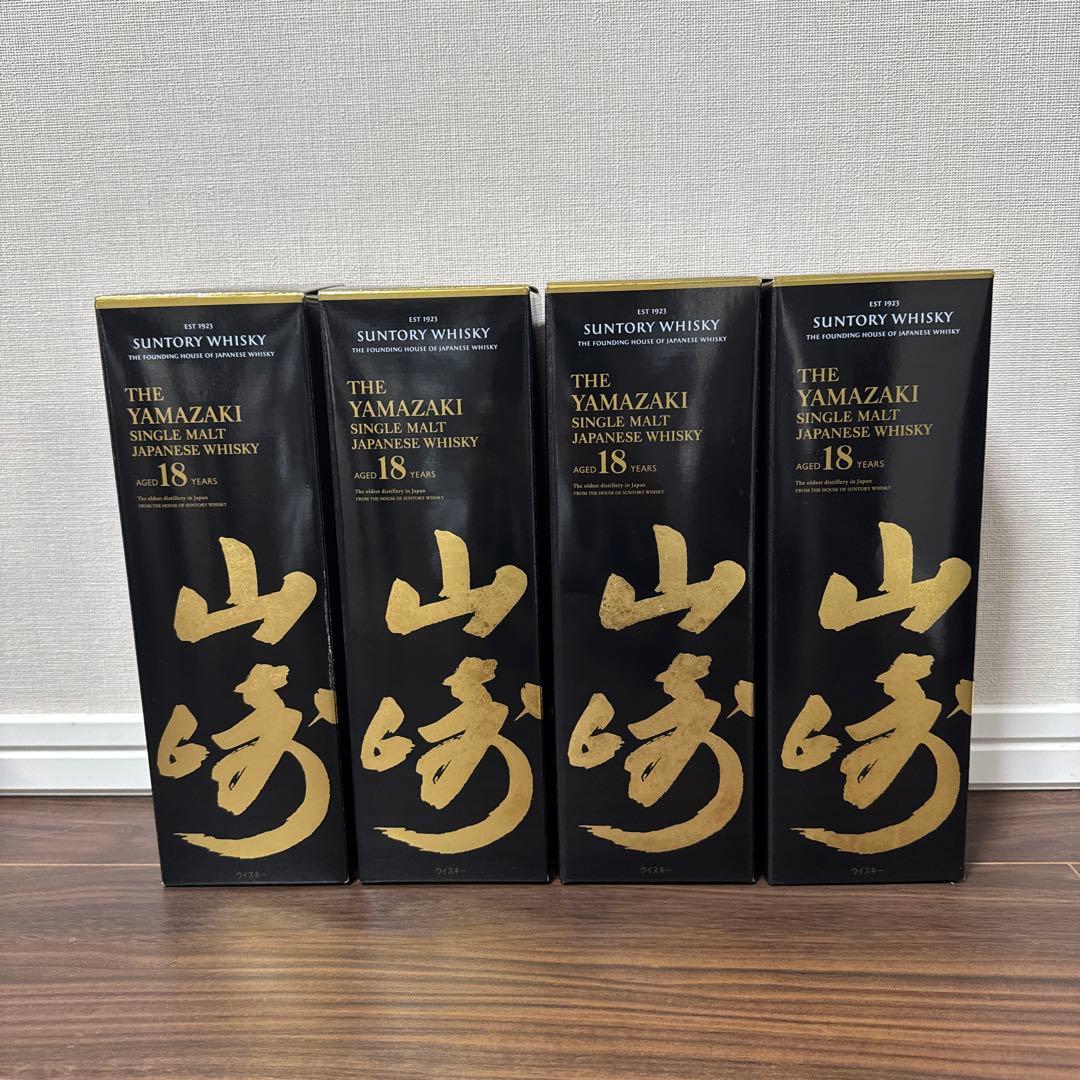 EST 1923
SUNTORY WHISKY
THE FOUNDING HOUSE OF JAPANESE WHISKY
THE
YAMAZAKI
SINGLE MALT
JAPANESE WHISKY
AGED 18 YEARS
The oldest distillery in Japan
FROM THE HOUSE OF SUNTORY WHISKY
山
崎
ウイスキー
EST 1923
SUNTORY WHISKY
THE FOUNDING HOUSE OF JAPANESE WHISKY
THE
YAMAZAKI
SINGLE MALT
JAPANESE WHISKY
AGED 18 YEARS
The oldest distillery in Japan
FROM THE HOUSE OF SUNTORY WHISKY
山
崎
ウイスキー
EST 1923
SUNTORY WHISKY
THE FOUNDING HOUSE OF JAPANESE WHISKY
THE
YAMAZAKI
SINGLE MALT
JAPANESE WHISKY
AGED 18 YEARS
The oldest distillery in Japan
FROM THE HOUSE OF SUNTORY WHISKY
山
崎
ウイスキー
EST 1923
SUNTORY WHISKY
THE FOUNDING HOUSE OF JAPANESE WHISKY
THE
YAMAZAKI
SINGLE MALT
JAPANESE WHISKY
AGED 18 YEARS
The oldest distillery in Japan
FROM THE HOUSE OF SUNTORY WHISKY
山
崎
ウイスキー